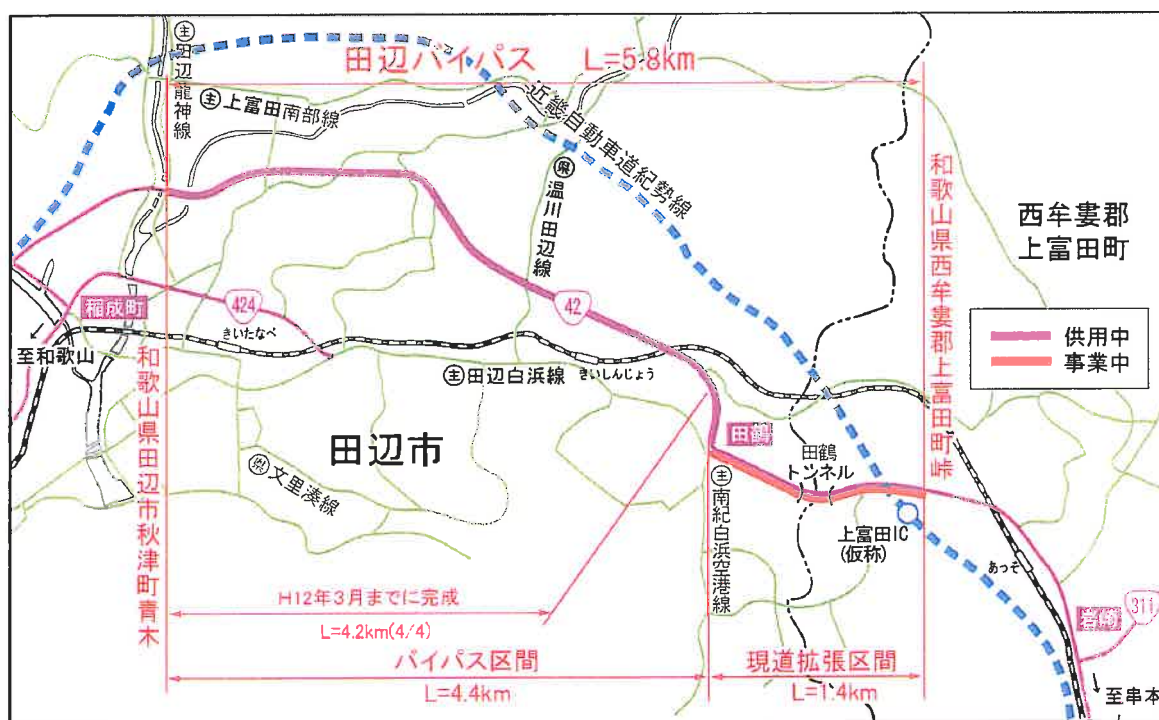 田辺バイパス L=5.8km
㊤田辺龍神線
㊤上富田南部線
近畿自動車道紀勢線
県温川田辺線
和歌山県西牟婁郡上富田町峠
西牟婁郡
上富田町
供用中
事業中
稲成町
424
42
きいたなべ
至和歌山
主田辺白浜線
きいしんじょう
和歌山県田辺市秋津町青木
田辺市
県文里湊線
田鶴
田鶴
トンネル
主南紀白浜空港線
上富田IC
(仮称)
あっそ
岩崎
311
至串本
H12年3月までに完成
L=4.2km(4/4)
バイパス区間
L=4.4km
現道拡張区間
L=1.4km